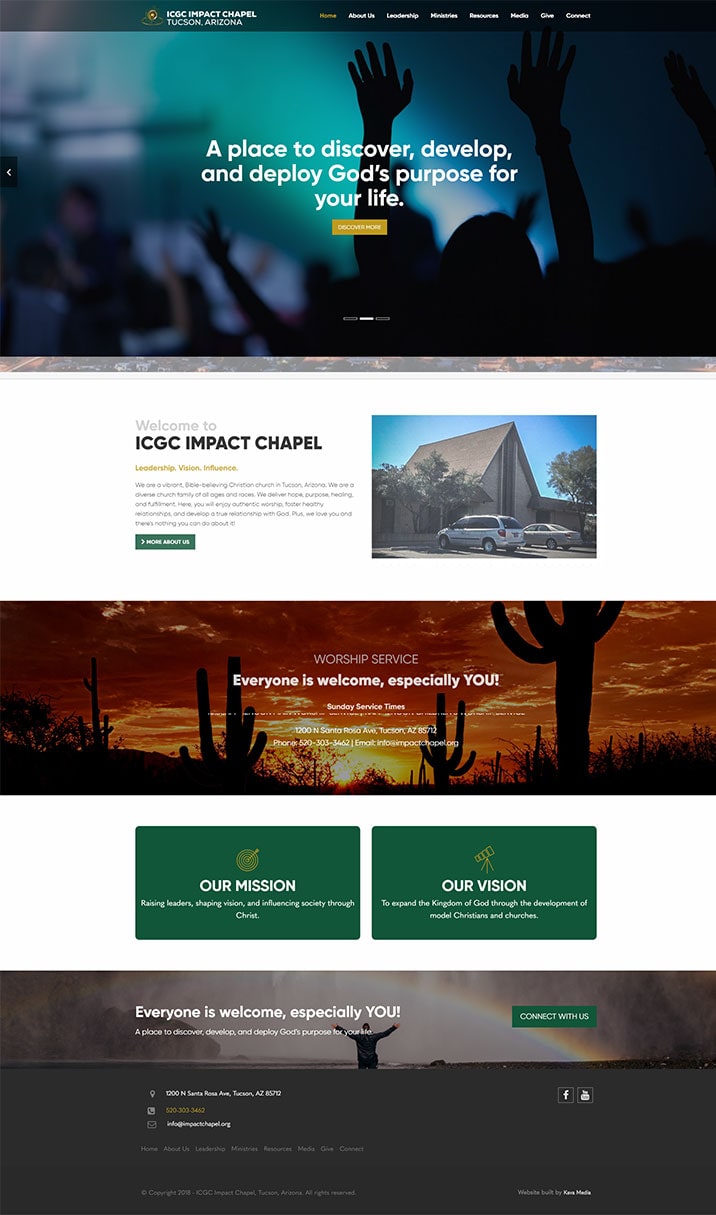 ICGC IMPACT CHAPEL
TUCSON, ARIZONA
Home About Us Leadership Ministries Resources Media Give Connect
A place to discover, develop,
and deploy God's purpose for
your life.
DISCOVER MORE
Welcome to
ICGC IMPACT CHAPEL
Leadership. Vision. Influence.
We are a vibrant, Bible-believing Christian church in Tucson, Arizona. We are a
diverse church family of all ages and races. We deliver hope, purpose, healing,
and fulfillment. Here, you will enjoy authentic worship, foster healthy
relationships, and develop a true relationship with God. Plus, we love you and
there's nothing you can do about it!
MORE ABOUT US
WORSHIP SERVICE
Everyone is welcome, especially YOU!
Sunday Service Times
1200 N Santa Rosa Ave, Tucson, AZ 85712
Phone: 520-303-3462 | Email: info@impactchapel.org
OUR MISSION
Raising leaders, shaping vision, and influencing society through
Christ.
OUR VISION
To expand the Kingdom of God through the development of
model Christians and churches.
Everyone is welcome, especially YOU!
A place to discover, develop, and deploy God's purpose for your life.
CONNECT WITH US
1200 N Santa Rosa Ave, Tucson, AZ 85712
520-303-3462
info@impactchapel.org
Home About Us Leadership Ministries Resources Media Give Connect
© Copyright 2018 - ICGC Impact Chapel, Tucson, Arizona. All rights reserved.
Website built by Kava Media